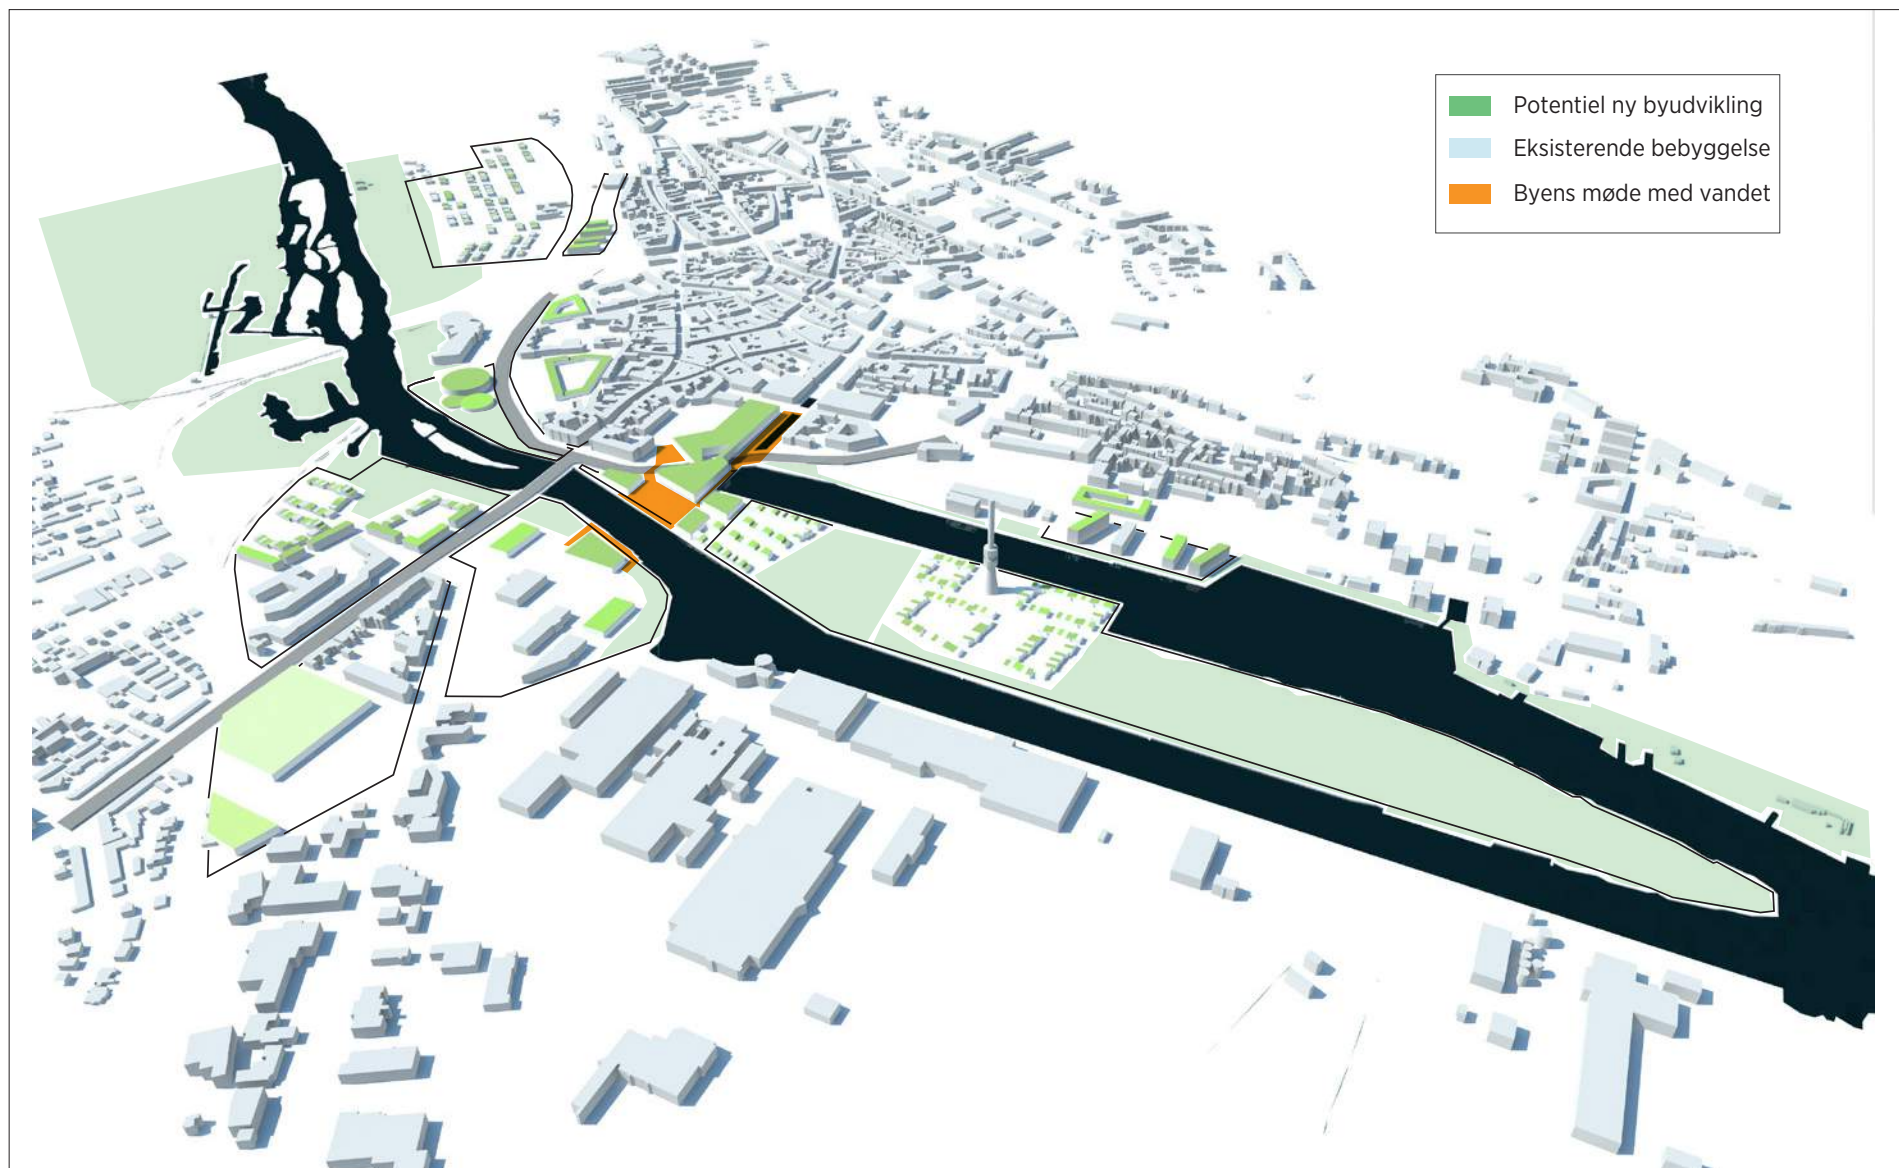 Potentiel ny byudvikling
Eksisterende bebyggelse
Byens møde med vandet